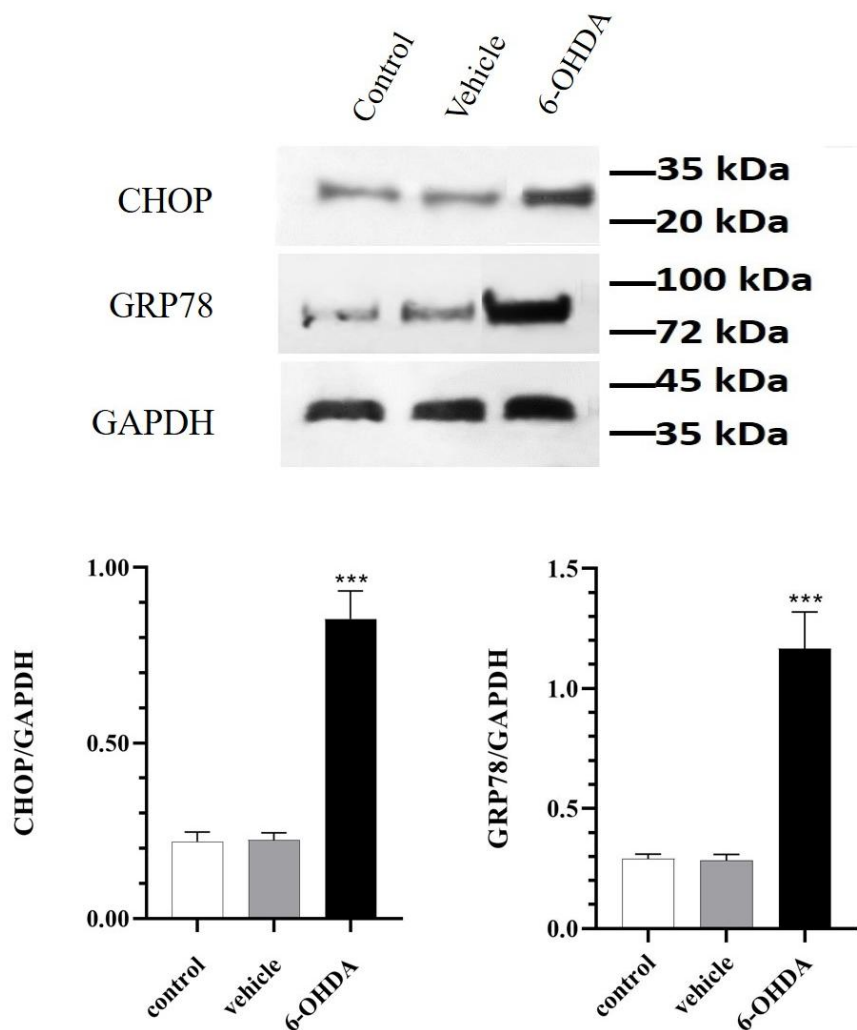 Control
Vehicle
6-OHDA
CHOP
35 kDa
20 kDa
GRP78
100 kDa
72 kDa
GAPDH
45 kDa
35 kDa
CHOP/GAPDH
1.00
0.50
0.00
***
control
vehicle
6-OHDA
GRP78/GAPDH
1.5
1.0
0.5
0.0
***
control
vehicle
6-OHDA